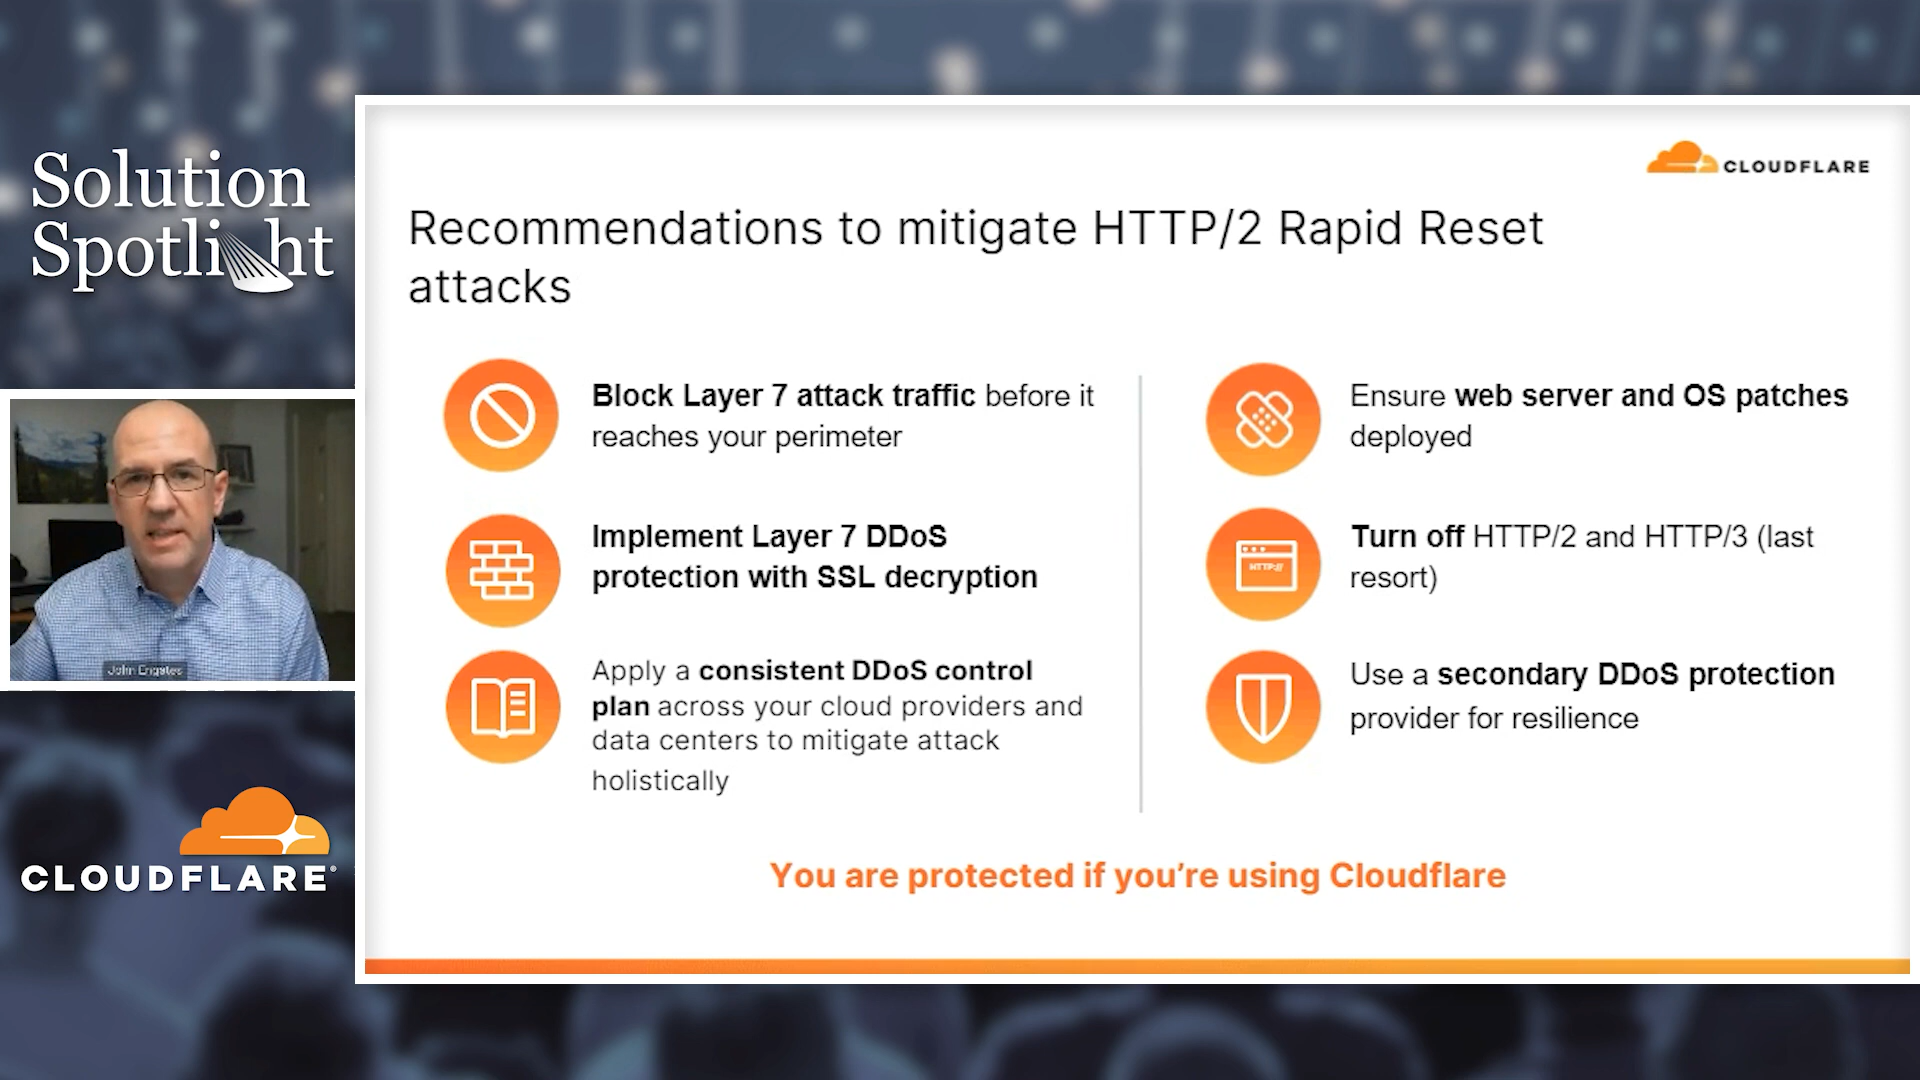 Solution
Spotlight
John Engates
CLOUDFLARE
CLOUDFLARE
Recommendations to mitigate HTTP/2 Rapid Reset
attacks
Block Layer 7 attack traffic before it
reaches your perimeter
Implement Layer 7 DDoS
protection with SSL decryption
Apply a consistent DDoS control
plan across your cloud providers and
data centers to mitigate attack
holistically
Ensure web server and OS patches
deployed
HTTP://
Turn off HTTP/2 and HTTP/3 (last
resort)
Use a secondary DDoS protection
provider for resilience
You are protected if you're using Cloudflare